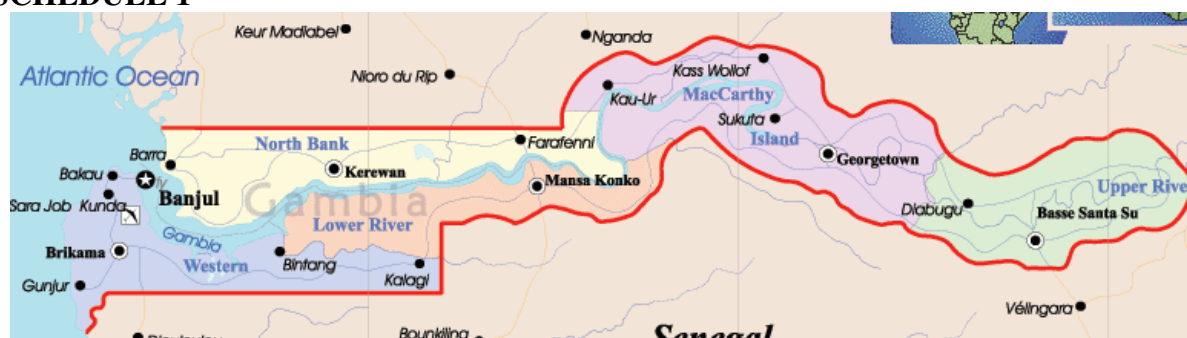 SCHEDULE 1
Keur Madiabel
Nganda
Atlantic Ocean
Nioro du Rip
Kass Wollof
Kau-Ur
MacCarthy
Sukuta
Island
Farafenni
North Bank
Barra
Kerewan
Georgetown
Bakau
Banjul
Mansa Konko
Upper Rive
Diabugu
Sara Job Kunda
Gambia
Lower River
Basse Santa Su
Gambia
Brikama
Western
Bintang
Kalagi
Gunjur
Vélingara
Senegal
Bounkiling